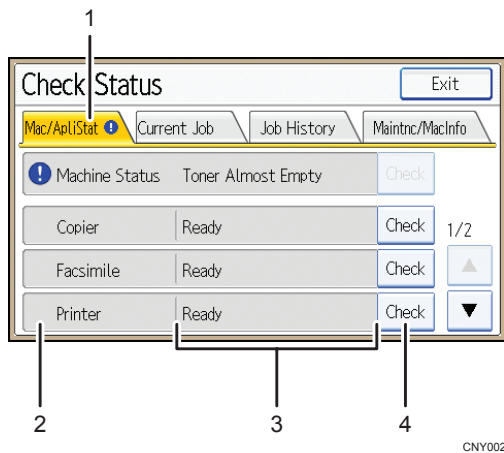 1
Check Status Exit
Mac/ApliStat Current Job Job History Maintnc/MacInfo
Machine Status Toner Almost Empty Check
Copier Ready Check 1/2
Facsimile Ready Check
Printer Ready Check
2 3 4
CNY002